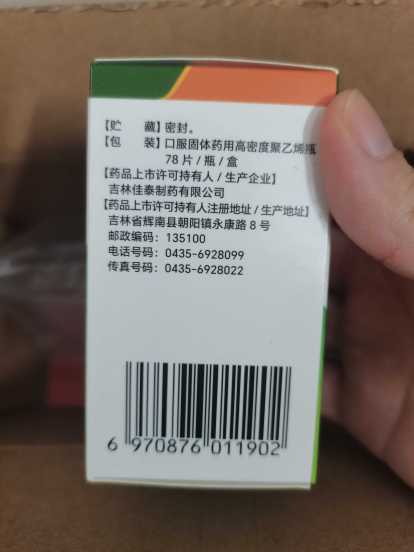 【贮　　藏】密封。
【包　　装】口服固体药用高密度聚乙烯瓶
78片/瓶/盒
【药品上市许可持有人/生产企业】
吉林佳泰制药有限公司
【药品上市许可持有人注册地址/生产地址】
吉林省辉南县朝阳镇永康路8号
邮政编码：135100
电话号码：0435-6928099
传真号码：0435-6928022
6 970876 011902